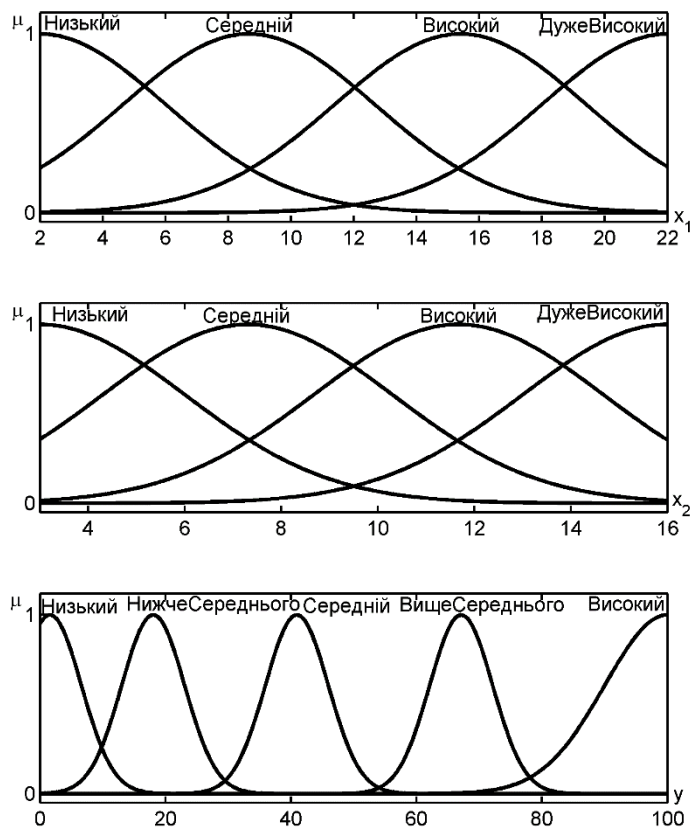 μ 1 Низький Середній Високий ДужеВисокий
0
2 4 6 8 10 12 14 16 18 20 22 x1
μ 1 Низький Середній Високий ДужеВисокий
0
4 6 8 10 12 14 16 x2
μ 1 Низький НижчеСереднього Середній ВищеСереднього Високий
0
0 20 40 60 80 100 y